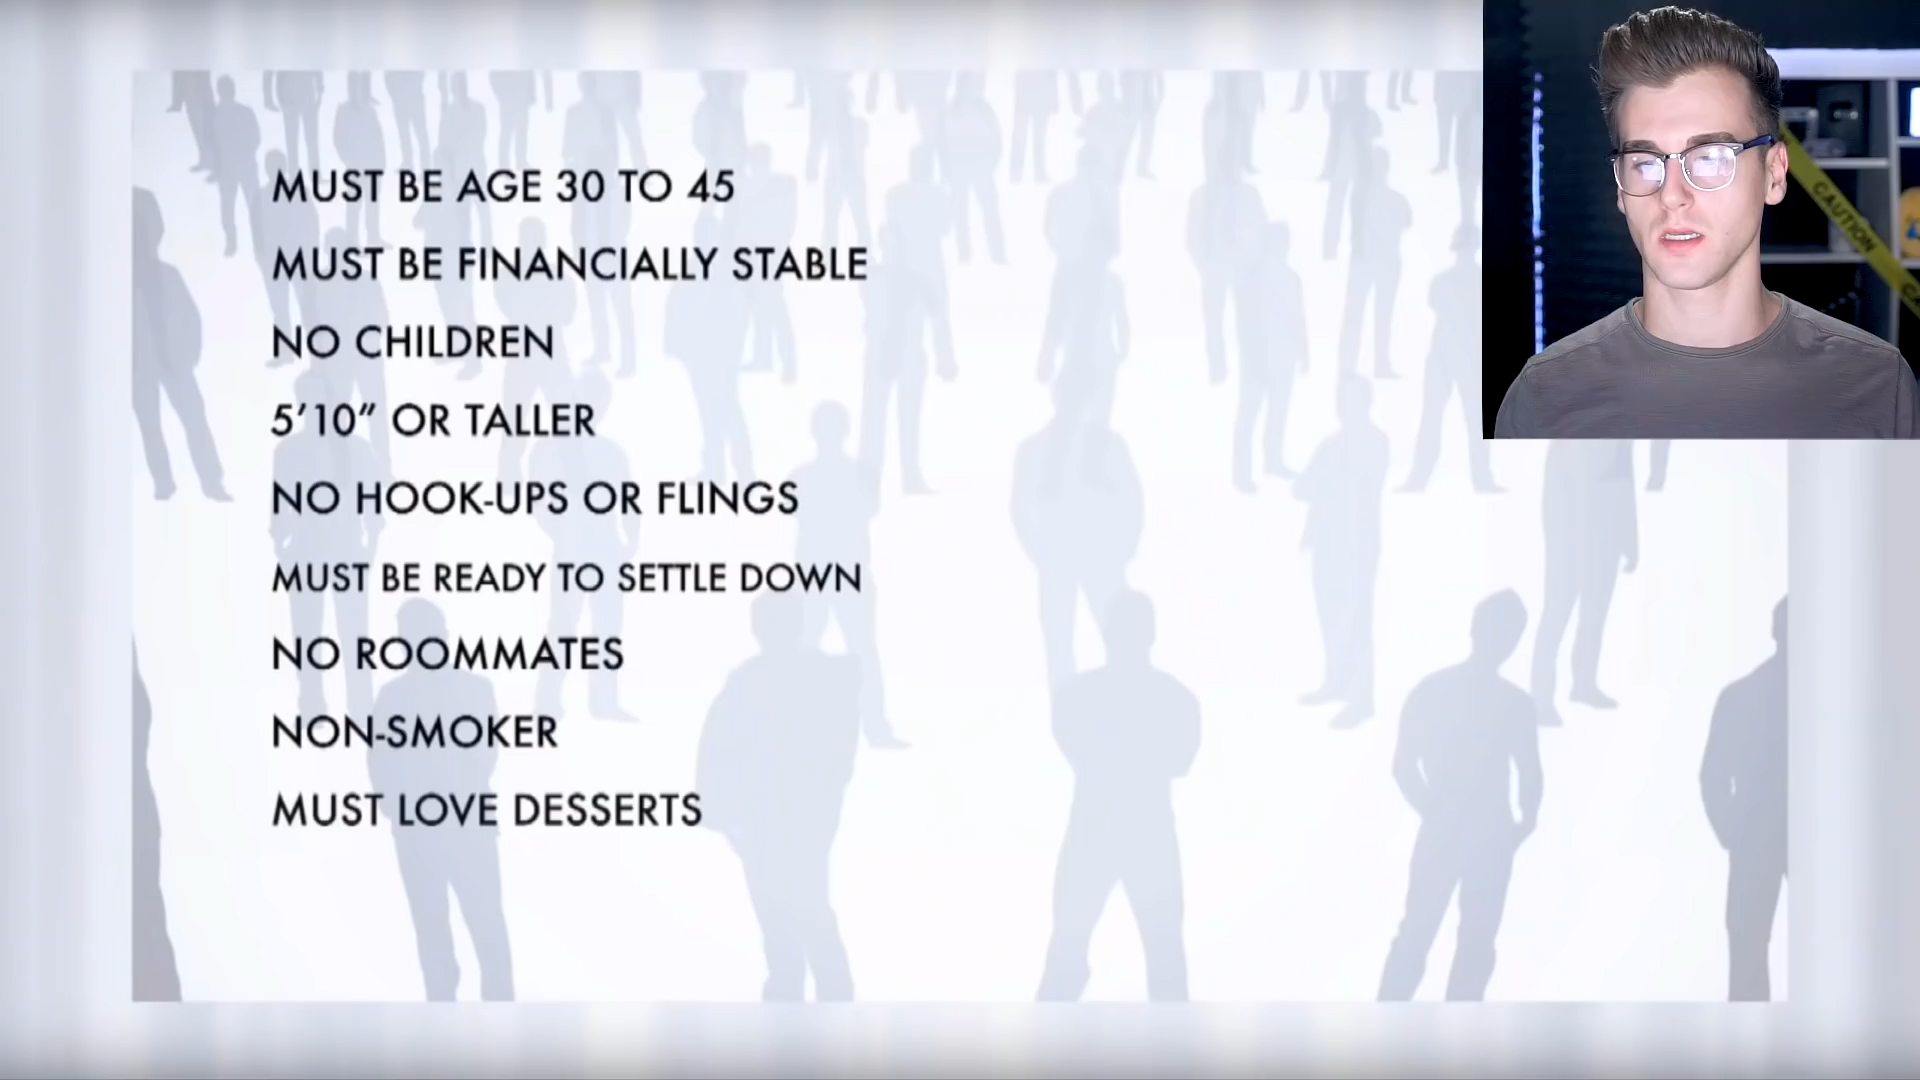 MUST BE AGE 30 TO 45
MUST BE FINANCIALLY STABLE
NO CHILDREN
5'10" OR TALLER
NO HOOK-UPS OR FLINGS
MUST BE READY TO SETTLE DOWN
NO ROOMMATES
NON-SMOKER
MUST LOVE DESSERTS
CAUTION